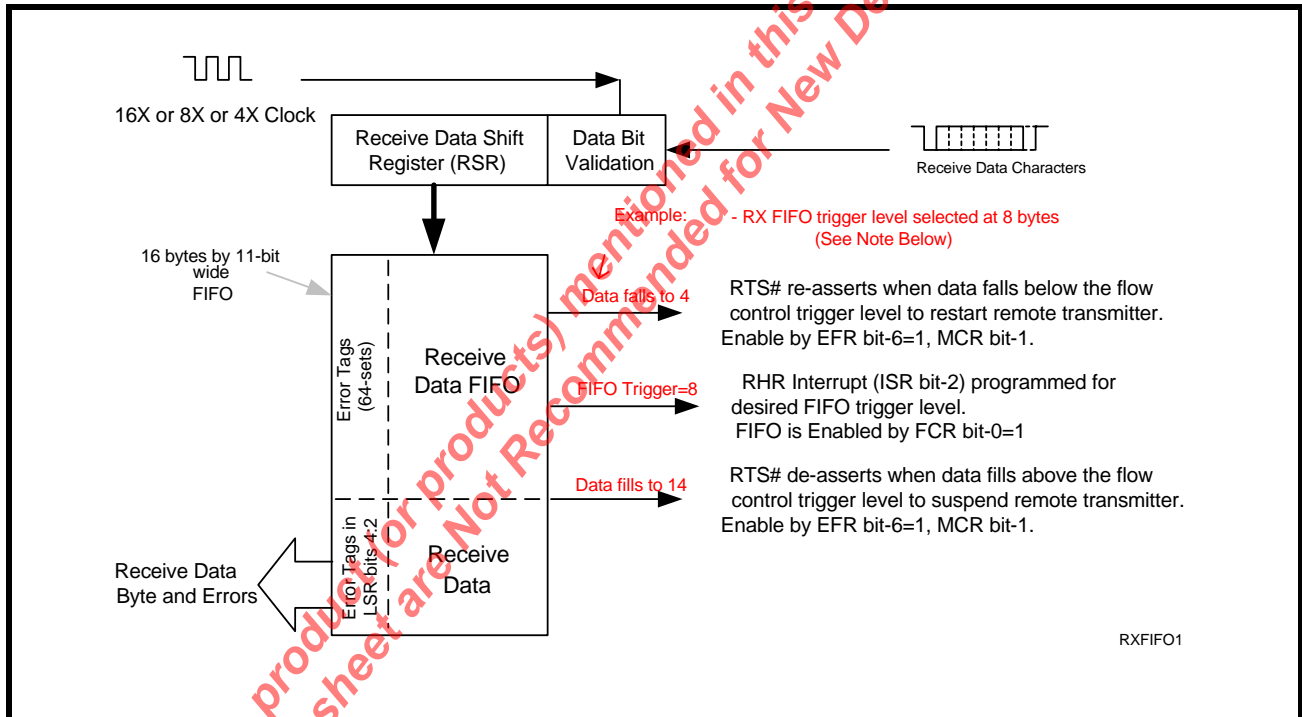 16X or 8X or 4X Clock
Receive Data Shift
Register (RSR)
Data Bit
Validation
Receive Data Characters
Example:
- RX FIFO trigger level selected at 8 bytes
(See Note Below)
16 bytes by 11-bit
wide
FIFO
Data falls to 4
RTS# re-asserts when data falls below the flow
control trigger level to restart remote transmitter.
Enable by EFR bit-6=1, MCR bit-1.
Error Tags
(64-sets)
Receive
Data FIFO
FIFO Trigger=8
RHR Interrupt (ISR bit-2) programmed for
desired FIFO trigger level.
FIFO is Enabled by FCR bit-0=1
Data fills to 14
RTS# de-asserts when data fills above the flow
control trigger level to suspend remote transmitter.
Enable by EFR bit-6=1, MCR bit-1.
Error Tags in
LSR bits 4:2
Receive
Data
Receive Data
Byte and Errors
RXFIFO1
product (or products) mentioned in this
sheet are Not Recommended for New